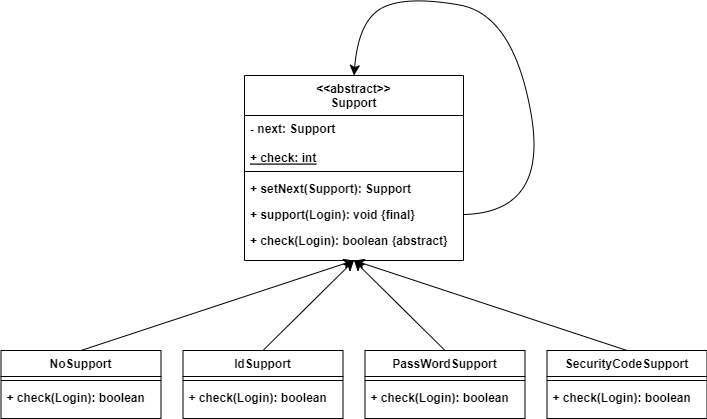 <<abstract>>
Support
- next: Support
+ check: int
+ setNext(Support): Support
+ support(Login): void {final}
+ check(Login): boolean {abstract}
NoSupport
+ check(Login): boolean
IdSupport
+ check(Login): boolean
PassWordSupport
+ check(Login): boolean
SecurityCodeSupport
+ check(Login): boolean